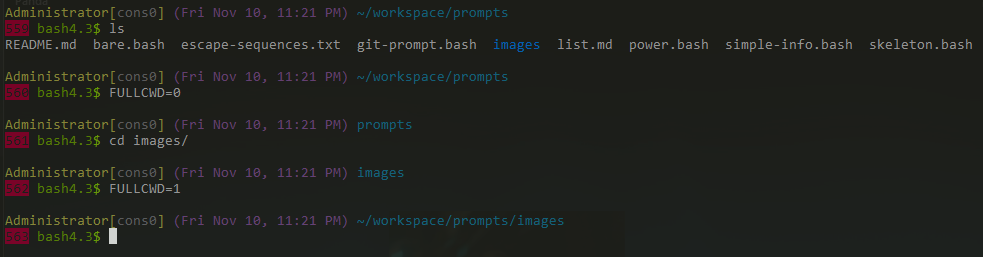 Panda
Administrator[cons0] (Fri Nov 10, 11:21 PM) ~/workspace/prompts
559 bash4.3$ ls
README.md bare.bash escape-sequences.txt git-prompt.bash images list.md power.bash simple-info.bash skeleton.bash
Administrator[cons0] (Fri Nov 10, 11:21 PM) ~/workspace/prompts
560 bash4.3$ FULLCWD=0
Administrator[cons0] (Fri Nov 10, 11:21 PM) prompts
561 bash4.3$ cd images/
Administrator[cons0] (Fri Nov 10, 11:21 PM) images
562 bash4.3$ FULLCWD=1
Administrator[cons0] (Fri Nov 10, 11:21 PM) ~/workspace/prompts/images
563 bash4.3$